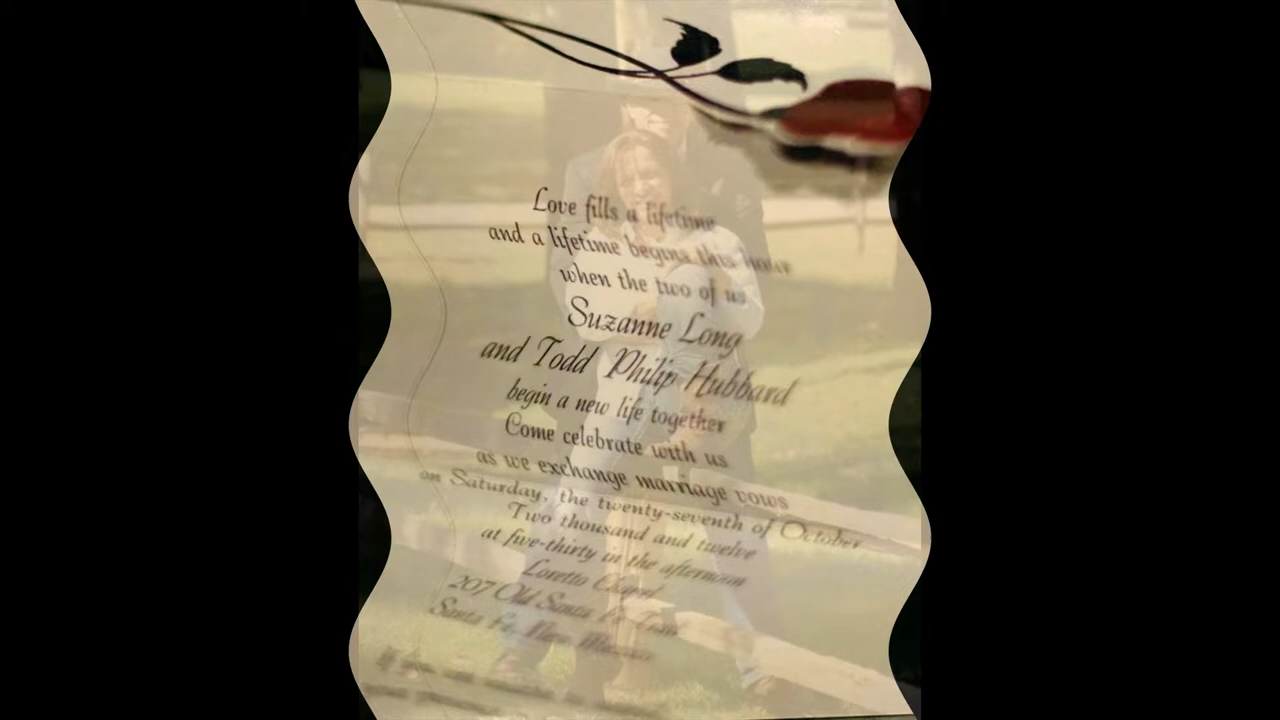 Love fills a lifetime
and a lifetime begins this hour
when the two of us
Suzanne Long
and Todd Philip Hubbard
begin a new life together
Come celebrate with us
as we exchange marriage vows
on Saturday, the twenty-seventh of October
Two thousand and twelve
at five-thirty in the afternoon
Loretto Chapel
207 Old Santa Fe Trail
Santa Fe, New Mexico